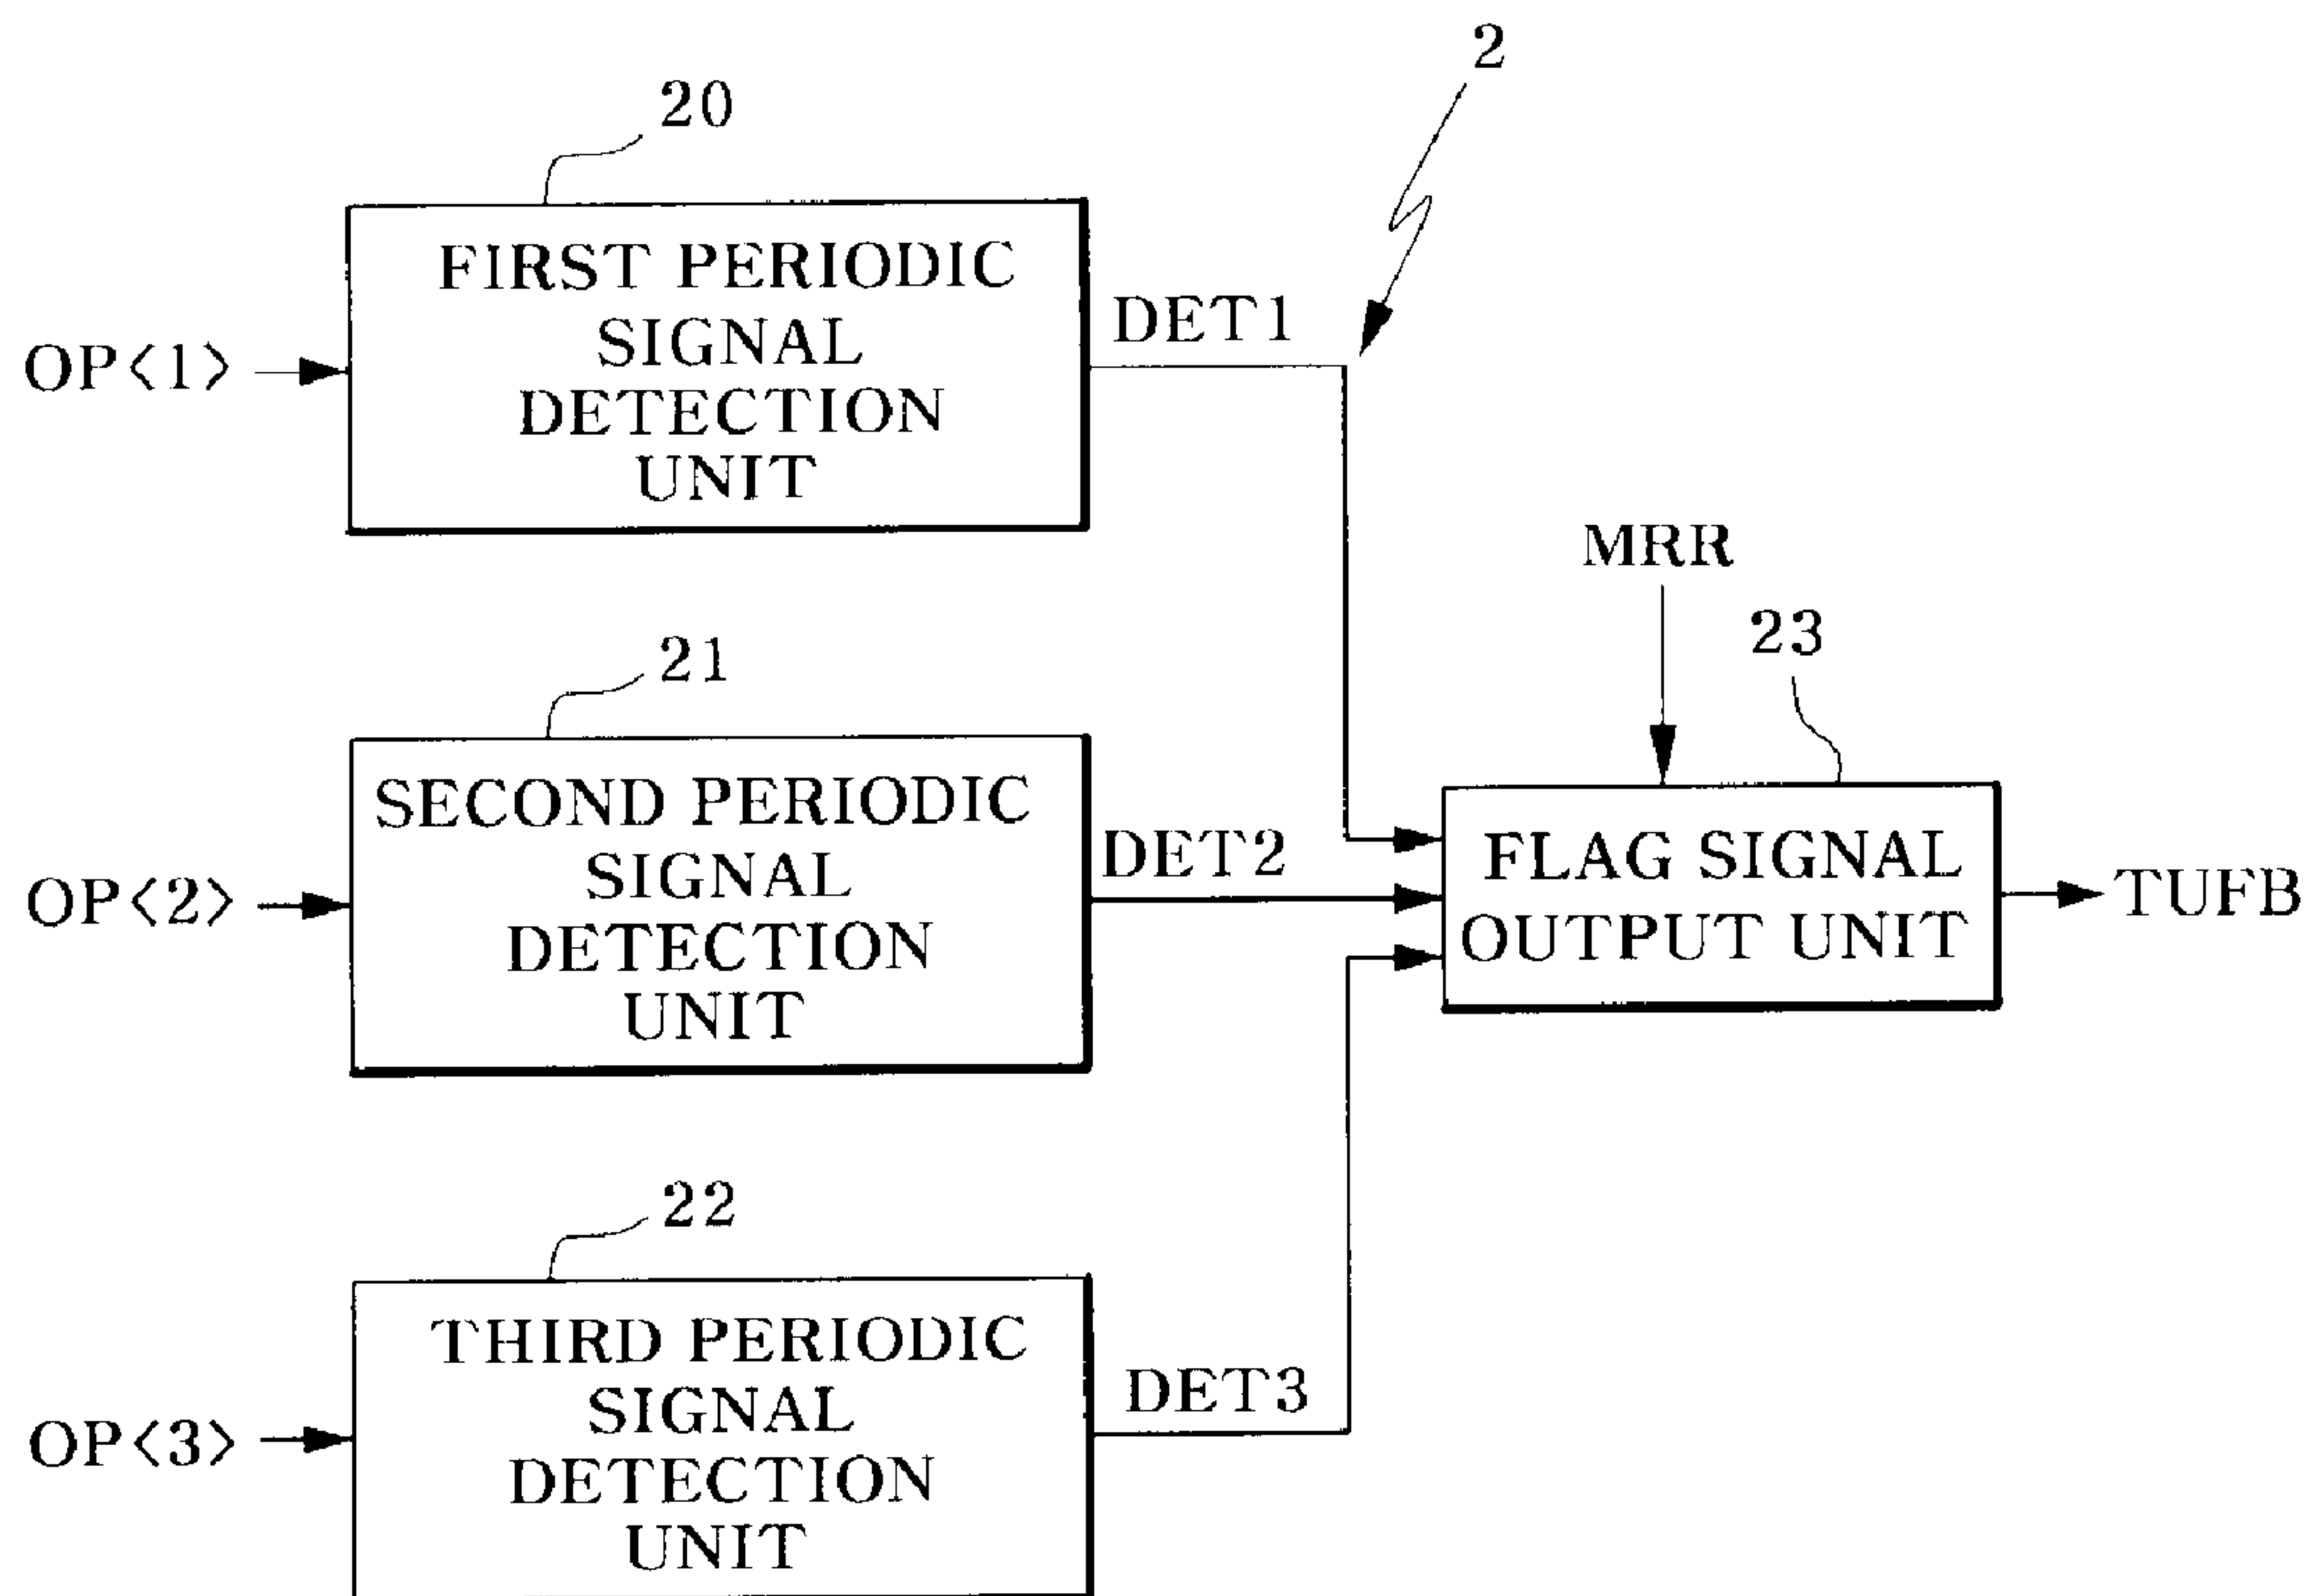 2
20
FIRST PERIODIC
SIGNAL
DETECTION
UNIT
OP<1>
DET1
MRR
23
21
SECOND PERIODIC
SIGNAL
DETECTION
UNIT
OP<2>
DET2
FLAG SIGNAL
OUTPUT UNIT
TUFB
22
THIRD PERIODIC
SIGNAL
DETECTION
UNIT
OP<3>
DET3